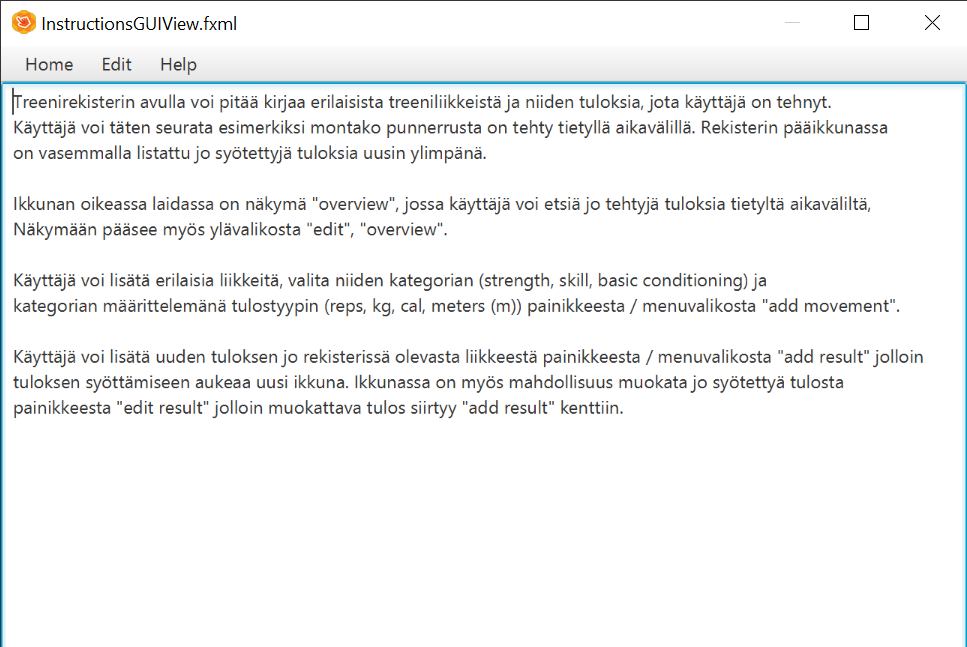 InstructionsGUIView.fxml
Home Edit Help
Treenirekisterin avulla voi pitää kirjaa erilaisista treeniliikkeistä ja niiden tuloksia, jota käyttäjä on tehnyt.
Käyttäjä voi täten seurata esimerkiksi montako punnerrusta on tehty tietyllä aikavälillä. Rekisterin pääikkunassa
on vasemmalla listattu jo syötettyjä tuloksia uusin ylimpänä.
Ikkunan oikeassa laidassa on näkymä "overview", jossa käyttäjä voi etsiä jo tehtyjä tuloksia tietyltä aikaväliltä,
Näkymään pääsee myös ylävalikosta "edit", "overview".
Käyttäjä voi lisätä erilaisia liikkeitä, valita niiden kategorian (strength, skill, basic conditioning) ja
kategorian määrittelemänä tulostyypin (reps, kg, cal, meters (m)) painikkeesta / menuvalikosta "add movement".
Käyttäjä voi lisätä uuden tuloksen jo rekisterissä olevasta liikkeestä painikkeesta / menuvalikosta "add result" jolloin
tuloksen syöttämiseen aukeaa uusi ikkuna. Ikkunassa on myös mahdollisuus muokata jo syötettyä tulosta
painikkeesta "edit result" jolloin muokattava tulos siirtyy "add result" kenttiin.